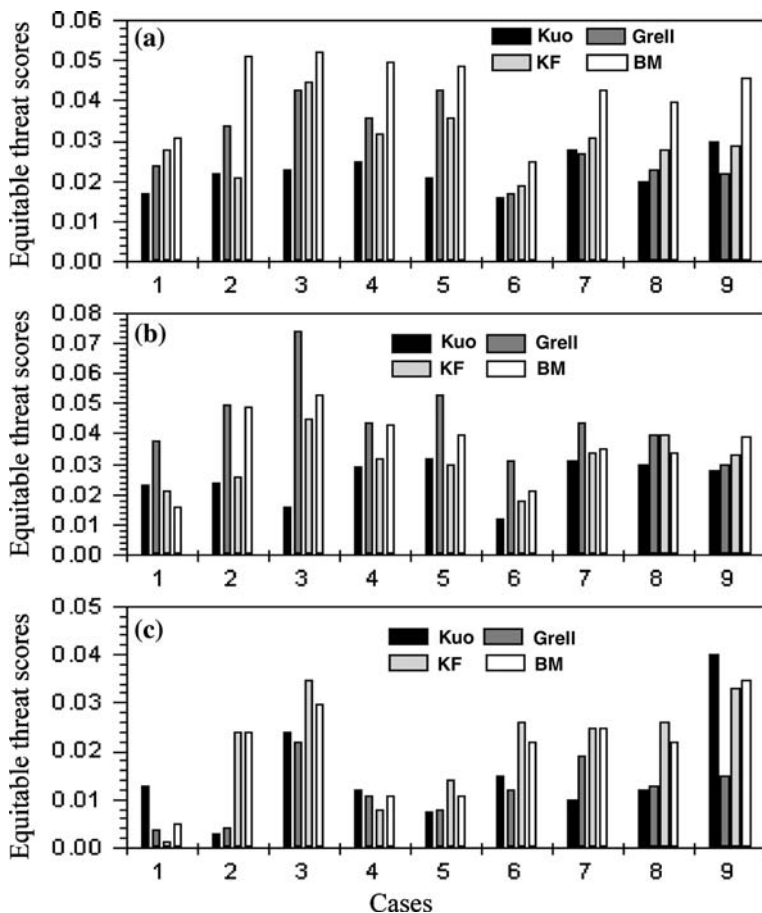 (a)
Kuo Grell
KF BM
Equitable threat scores
0.06
0.05
0.04
0.03
0.02
0.01
0.00
1 2 3 4 5 6 7 8 9
(b)
Kuo Grell
KF BM
Equitable threat scores
0.08
0.07
0.06
0.05
0.04
0.03
0.02
0.01
0.00
1 2 3 4 5 6 7 8 9
(c)
Kuo Grell
KF BM
Equitable threat scores
0.05
0.04
0.03
0.02
0.01
0.00
1 2 3 4 5 6 7 8 9
Cases